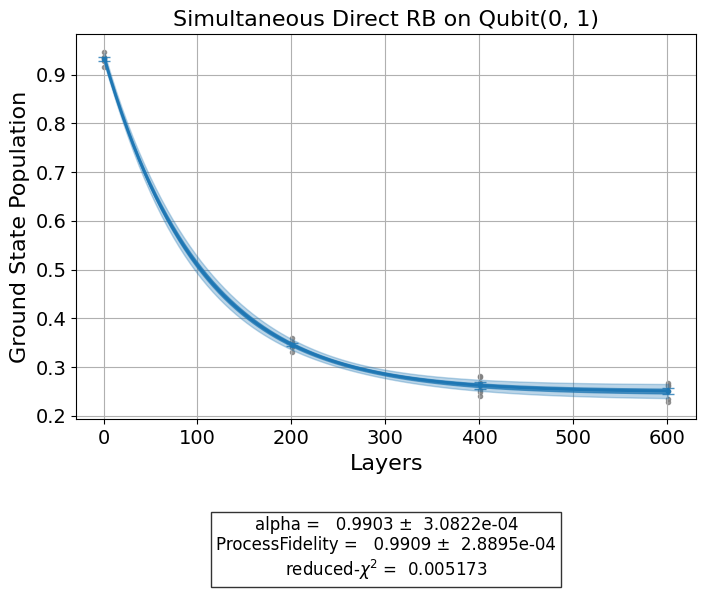 Simultaneous Direct RB on Qubit(0, 1)
Ground State Population
0.9
0.8
0.7
0.6
0.5
0.4
0.3
0.2
0 100 200 300 400 500 600
Layers
alpha = 0.9903 ± 3.0822e-04
ProcessFidelity = 0.9909 ± 2.8895e-04
reduced-χ² = 0.005173